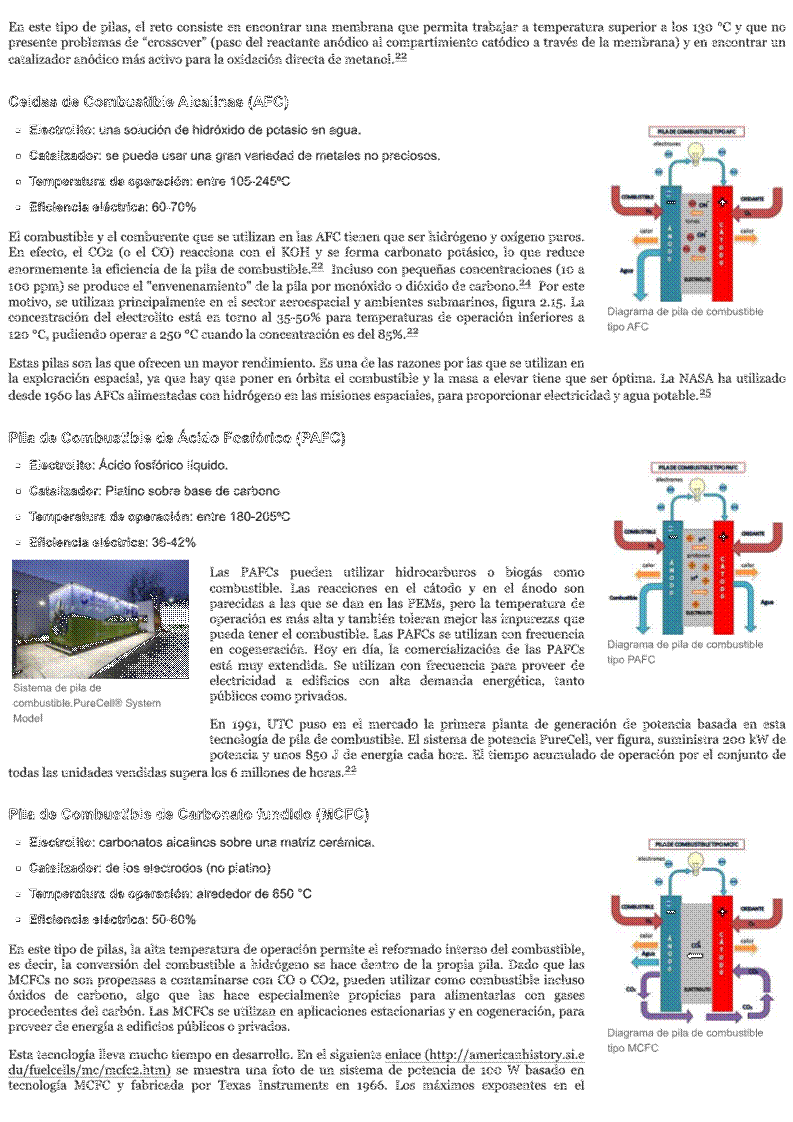 En este tipo de pilas, el reto consiste en encontrar una membrana que permita trabajar a temperatura superior a los 130 ºC y que no
presente problemas de "crossover" (paso del reactante anódico al compartimiento catódico a través de la membrana) y en encontrar un
catalizador anódico más activo para la oxidación directa de metanol.22
Celdas de Combustible Alcalinas (AFC)
Electrolito: una solución de hidróxido de potasio en agua.
Catalizador: se puede usar una gran variedad de metales no preciosos.
Temperatura de operación: entre 105-245ºC
Eficiencia eléctrica: 60-70%
PILA DE COMBUSTIBLE TIPO AFC
electrones
COMBUSTIBLE
OXIDANTE
H₂
O₂
calor
calor
ÁNODO
CÁTODO
OH⁻
iones
OH⁻
Agua
ELECTROLITO
Diagrama de pila de combustible
tipo AFC
El combustible y el comburente que se utilizan en las AFC tienen que ser hidrógeno y oxígeno puros.
En efecto, el CO2 (o el CO) reacciona con el KOH y se forma carbonato potásico, lo que reduce
enormemente la eficiencia de la pila de combustible.22 Incluso con pequeñas concentraciones (10 a
100 ppm) se produce el "envenenamiento" de la pila por monóxido o dióxido de carbono.24 Por este
motivo, se utilizan principalmente en el sector aeroespacial y ambientes submarinos, figura 2.15. La
concentración del electrolito está en torno al 35-50% para temperaturas de operación inferiores a
120 ºC, pudiendo operar a 250 ºC cuando la concentración es del 85%.22
Estas pilas son las que ofrecen un mayor rendimiento. Es una de las razones por las que se utilizan en
la exploración espacial, ya que hay que poner en órbita el combustible y la masa a elevar tiene que ser óptima. La NASA ha utilizado
desde 1960 las AFCs alimentadas con hidrógeno en las misiones espaciales, para proporcionar electricidad y agua potable.25
Pila de Combustible de Ácido Fosfórico (PAFC)
Electrolito: Ácido fosfórico líquido.
Catalizador: Platino sobre base de carbono
Temperatura de operación: entre 180-205ºC
Eficiencia eléctrica: 36-42%
PILA DE COMBUSTIBLE TIPO PAFC
electrones
COMBUSTIBLE
OXIDANTE
H₂
O₂
calor
calor
ÁNODO
CÁTODO
H⁺
protones
H⁺
Combustible
Agua
ELECTROLITO
Diagrama de pila de combustible
tipo PAFC
Sistema de pila de
combustible.PureCell® System
Model
Las PAFCs pueden utilizar hidrocarburos o biogás como
combustible. Las reacciones en el cátodo y en el ánodo son
parecidas a las que se dan en las PEMs, pero la temperatura de
operación es más alta y también toleran mejor las impurezas que
pueda tener el combustible. Las PAFCs se utilizan con frecuencia
en cogeneración. Hoy en día, la comercialización de las PAFCs
está muy extendida. Se utilizan con frecuencia para proveer de
electricidad a edificios con alta demanda energética, tanto
públicos como privados.
En 1991, UTC puso en el mercado la primera planta de generación de potencia basada en esta
tecnología de pila de combustible. El sistema de potencia PureCell, ver figura, suministra 200 kW de
potencia y unos 850 J de energía cada hora. El tiempo acumulado de operación por el conjunto de
todas las unidades vendidas supera los 6 millones de horas.22
Pila de Combustible de Carbonato fundido (MCFC)
Electrolito: carbonatos alcalinos sobre una matriz cerámica.
Catalizador: de los electrodos (no platino)
Temperatura de operación: alrededor de 650 °C
Eficiencia eléctrica: 50-60%
PILA DE COMBUSTIBLE TIPO MCFC
electrones
COMBUSTIBLE
OXIDANTE
H₂
O₂
calor
calor
Agua
ÁNODO
CÁTODO
CO₃
CO₂
CO₂
ELECTROLITO
CO₂
CO₂
Diagrama de pila de combustible
tipo MCFC
En este tipo de pilas, la alta temperatura de operación permite el reformado interno del combustible,
es decir, la conversión del combustible a hidrógeno se hace dentro de la propia pila. Dado que las
MCFCs no son propensas a contaminarse con CO o CO2, pueden utilizar como combustible incluso
óxidos de carbono, algo que las hace especialmente propicias para alimentarlas con gases
procedentes del carbón. Las MCFCs se utilizan en aplicaciones estacionarias y en cogeneración, para
proveer de energía a edificios públicos o privados.
Esta tecnología lleva mucho tiempo en desarrollo. En el siguiente enlace (http://americanhistory.si.e
du/fuelcells/mc/mcfc2.htm) se muestra una foto de un sistema de potencia de 100 W basado en
tecnología MCFC y fabricada por Texas Instruments en 1966. Los máximos exponentes en el